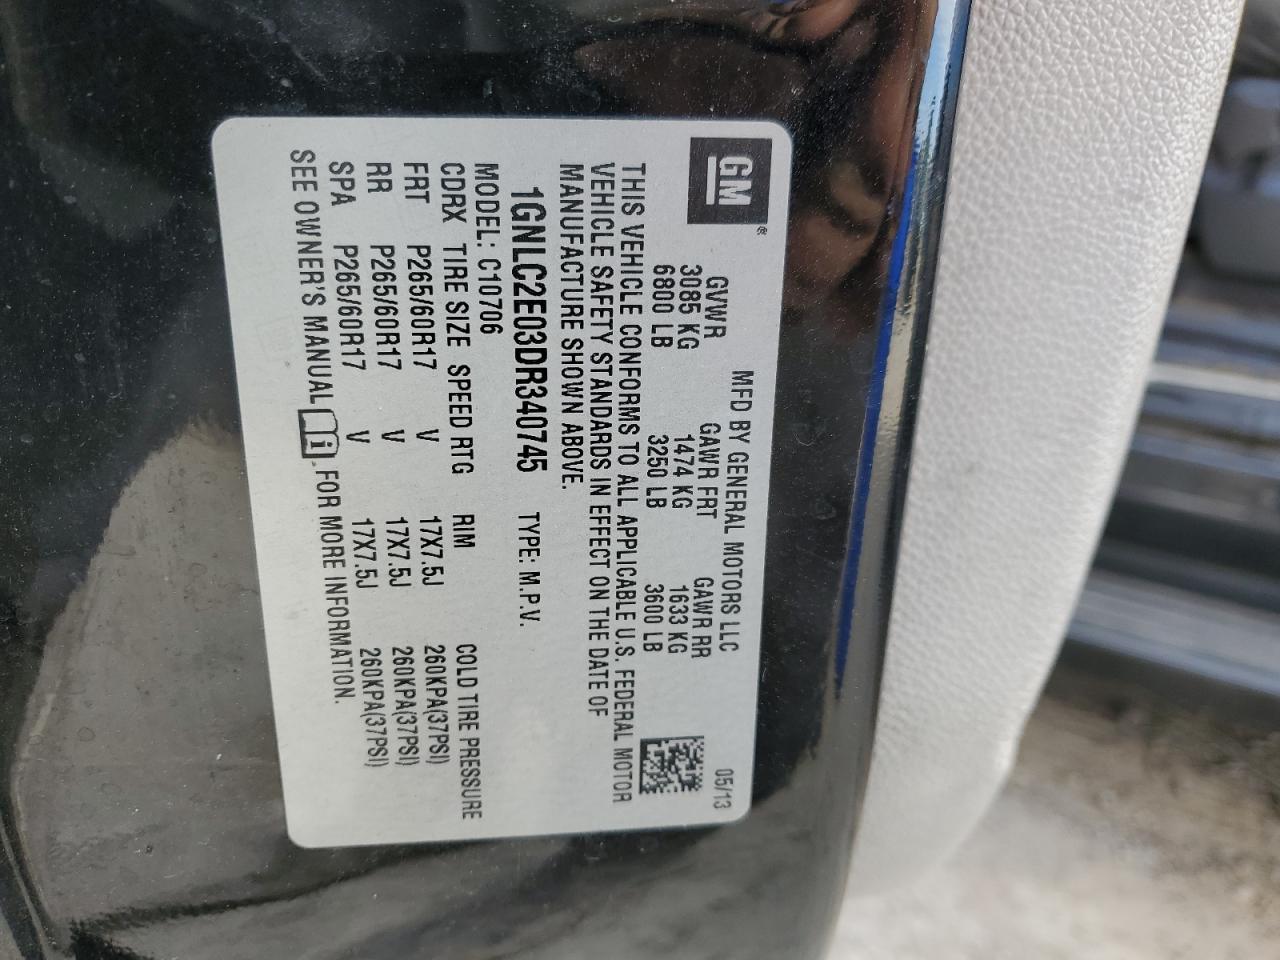 GM®
MFD BY GENERAL MOTORS LLC 05/13
GVWR GAWR FRT GAWR RR
3085 KG 1474 KG 1633 KG
6800 LB 3250 LB 3600 LB
THIS VEHICLE CONFORMS TO ALL APPLICABLE U.S. FEDERAL MOTOR
VEHICLE SAFETY STANDARDS IN EFFECT ON THE DATE OF
MANUFACTURE SHOWN ABOVE.
1GNLC2E03DR340745 TYPE: M.P.V.
MODEL: C10706
CDRX TIRE SIZE SPEED RTG RIM COLD TIRE PRESSURE
FRT P265/60R17 V 17X7.5J 260KPA(37PSI)
RR P265/60R17 V 17X7.5J 260KPA(37PSI)
SPA P265/60R17 V 17X7.5J 260KPA(37PSI)
SEE OWNER'S MANUAL i FOR MORE INFORMATION.